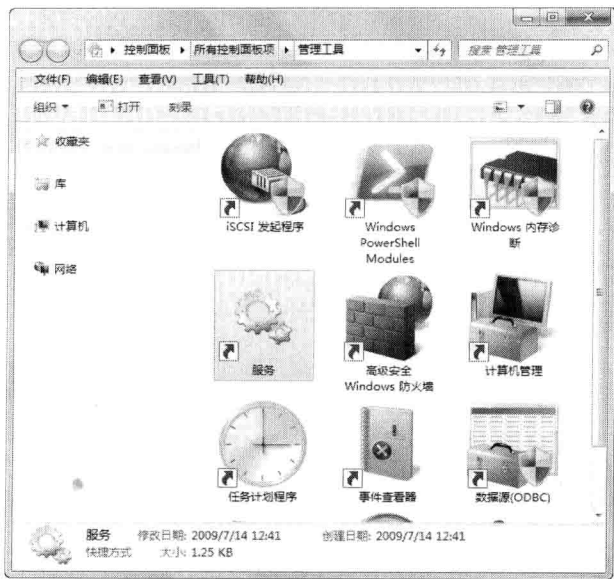 控制面板 ▸ 所有控制面板项 ▸ 管理工具
搜索 管理工具
文件(F) 编辑(E) 查看(V) 工具(T) 帮助(H)
组织 打开 刻录
收藏夹
库
计算机
网络
iSCSI 发起程序
Windows PowerShell Modules
Windows 内存诊断
服务
高级安全 Windows 防火墙
计算机管理
任务计划程序
事件查看器
数据源(ODBC)
服务 修改日期: 2009/7/14 12:41 创建日期: 2009/7/14 12:41
快捷方式 大小: 1.25 KB